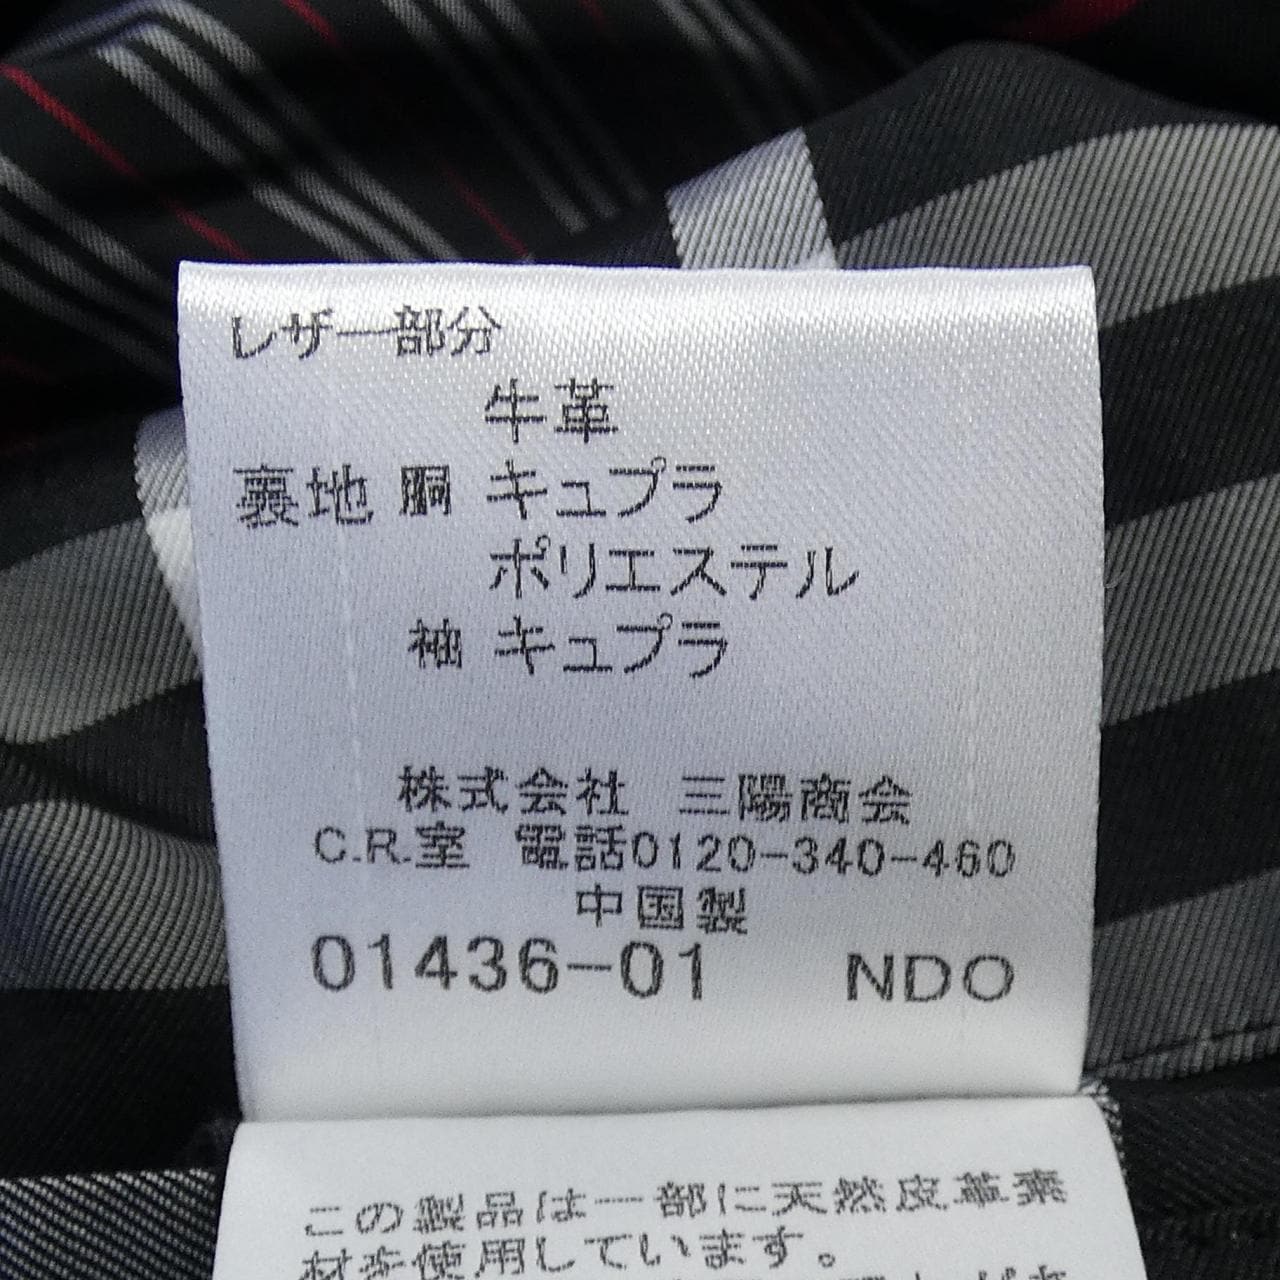 レザー部分
牛革
裏地 胴 キュプラ
ポリエステル
袖 キュプラ
株式会社 三陽商会
C.R.室 電話0120-340-460
中国製
01436-01 NDO
この製品は一部に天然皮革素
材を使用しています。